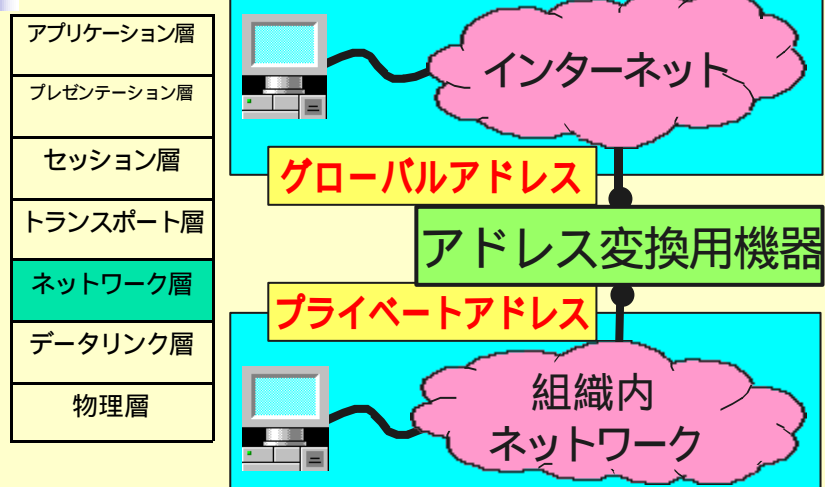 アプリケーション層
プレゼンテーション層
セッション層
トランスポート層
ネットワーク層
データリンク層
物理層
インターネット
グローバルアドレス
アドレス変換用機器
プライベートアドレス
組織内
ネットワーク